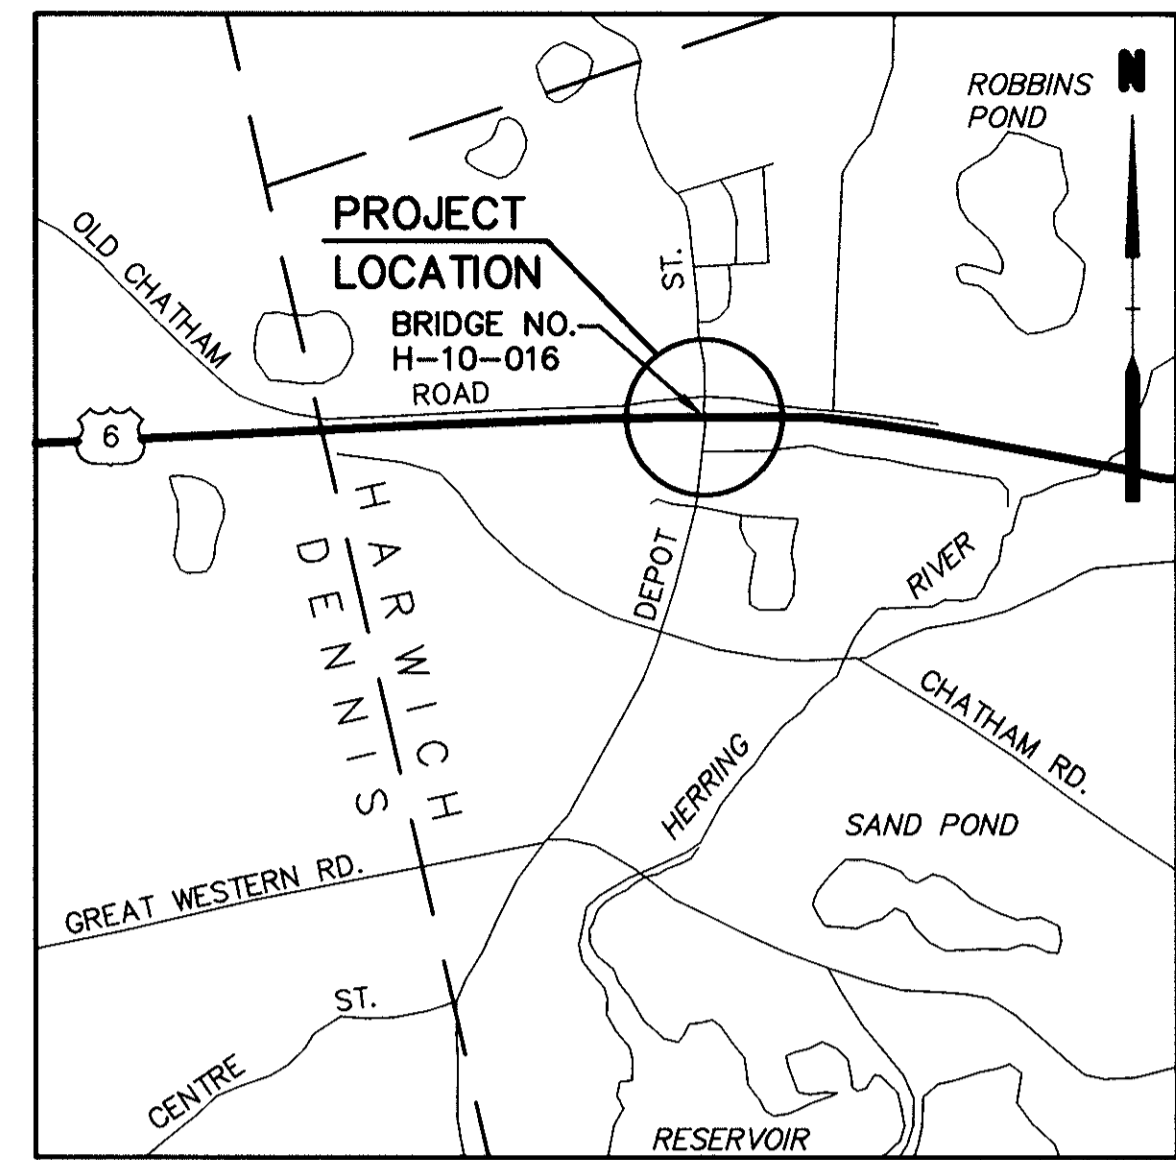 ROBBINS
POND
N
OLD CHATHAM
PROJECT
LOCATION
ST.
BRIDGE NO.
H-10-016
ROAD
6
HARWICH
DENNIS
DEPOT
RIVER
CHATHAM RD.
HERRING
SAND POND
GREAT WESTERN RD.
ST.
CENTRE
RESERVOIR